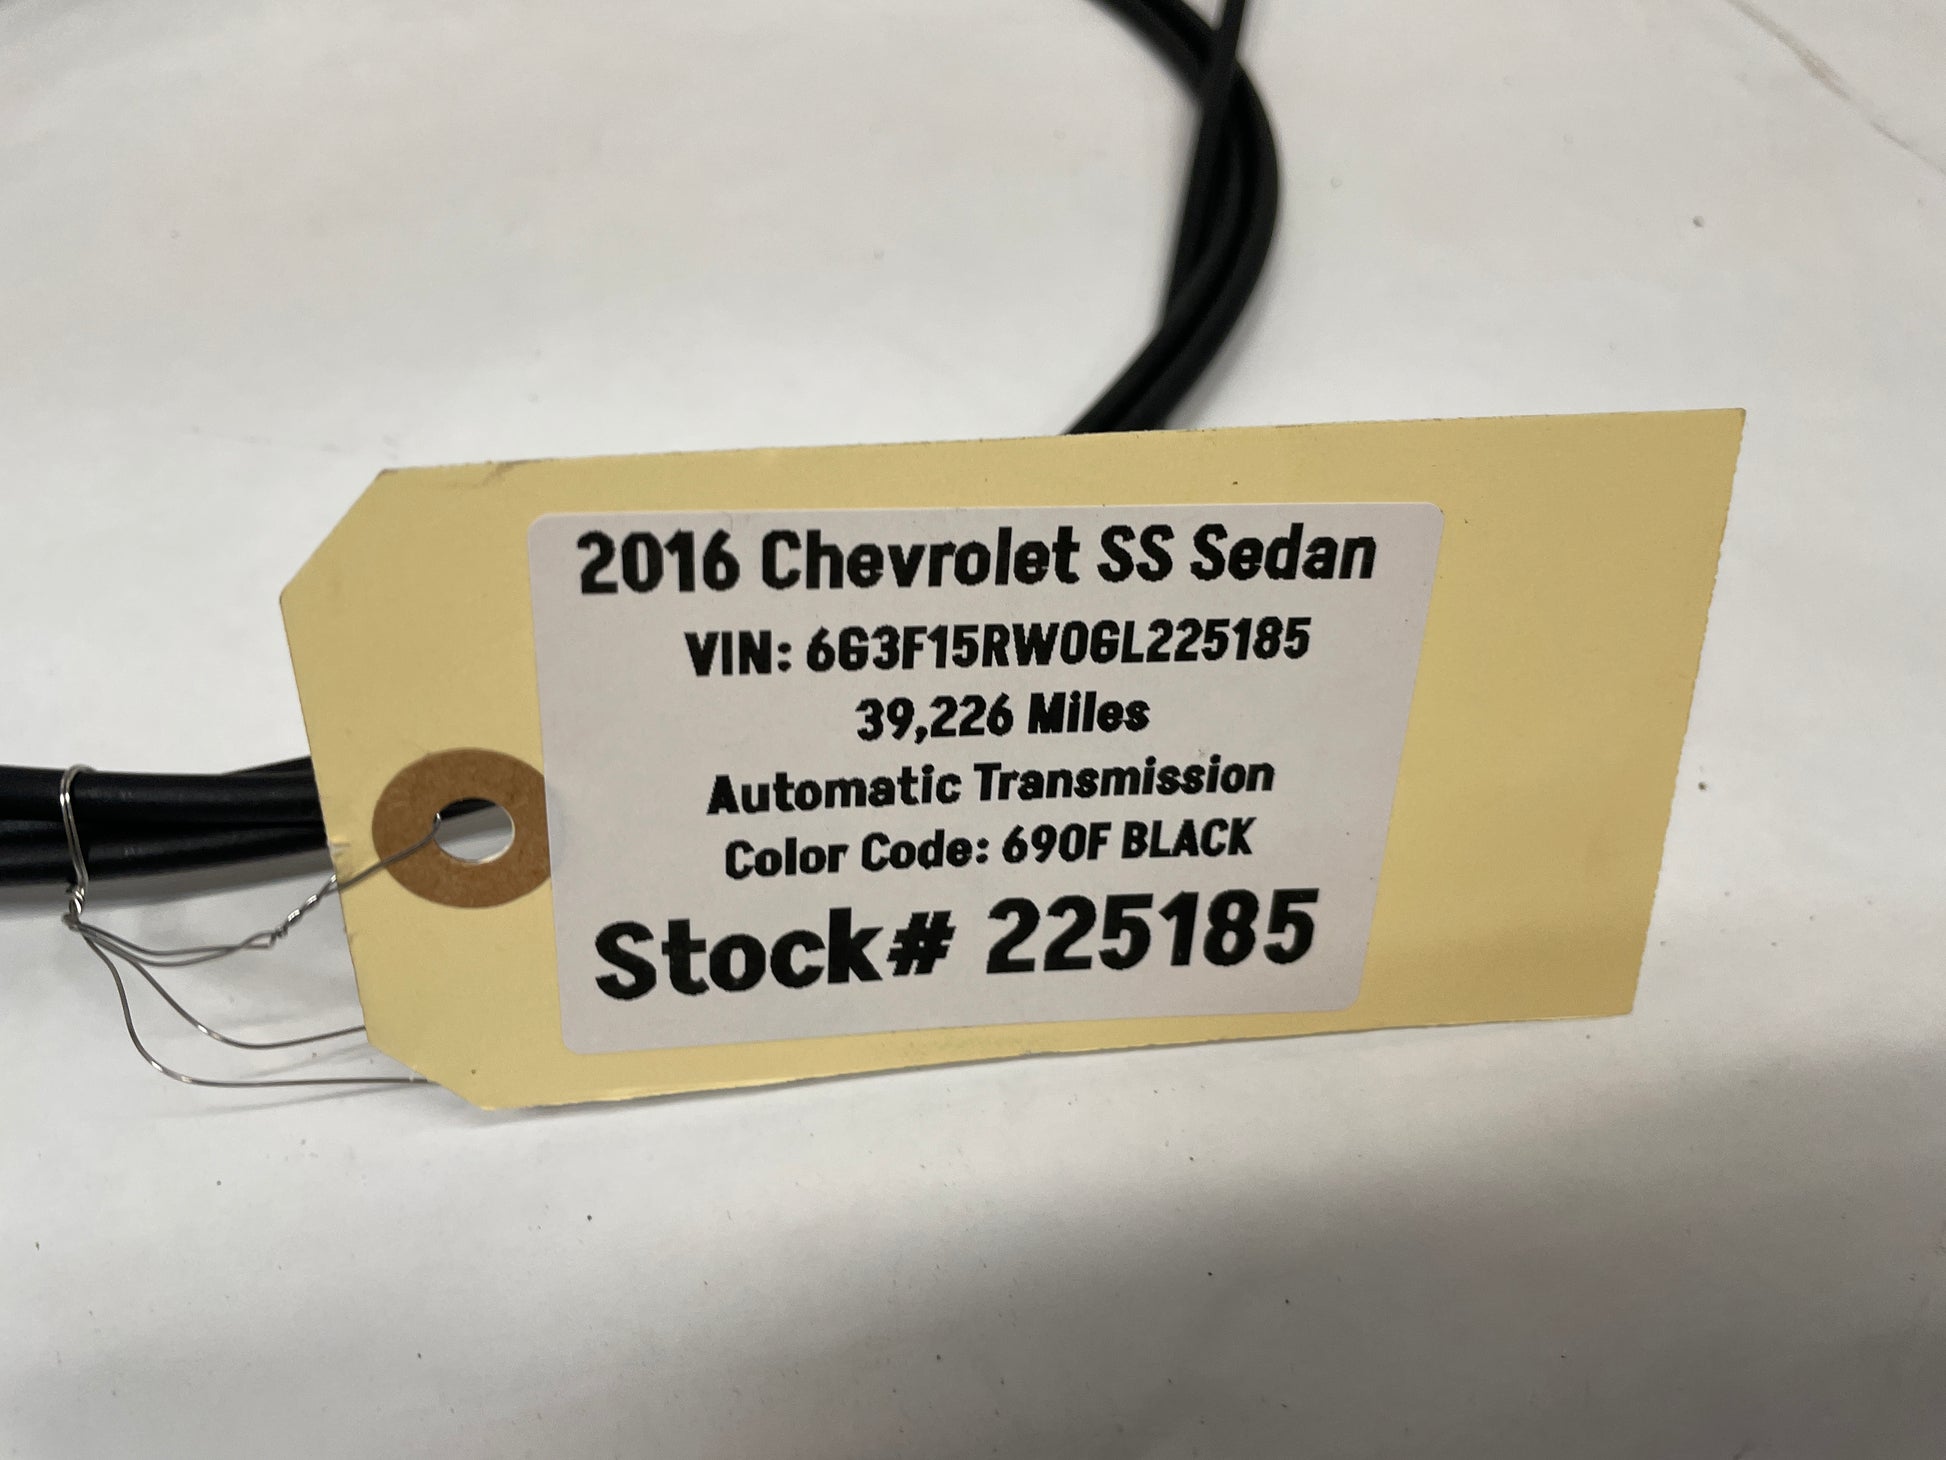 2016 Chevrolet SS Sedan
VIN: 6G3F15RW0GL225185
39,226 Miles
Automatic Transmission
Color Code: 690F BLACK
Stock# 225185